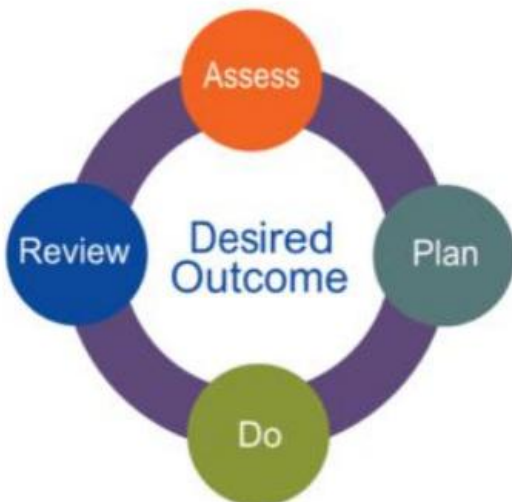 Assess
Review
Desired
Outcome
Plan
Do